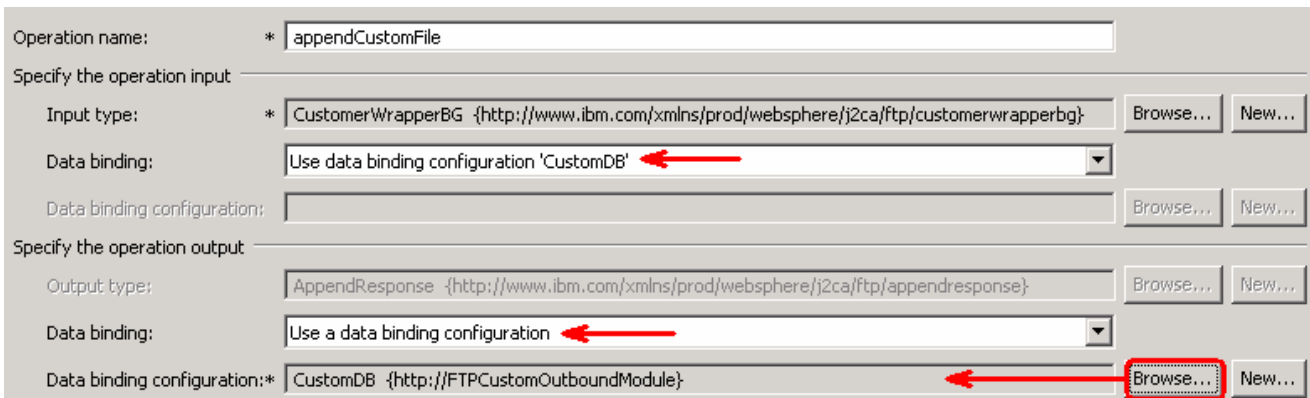 Operation name: * appendCustomFile
Specify the operation input
Input type: * CustomerWrapperBG {http://www.ibm.com/xmlns/prod/websphere/j2ca/ftp/customerwrapperbg} Browse... New...
Data binding: Use data binding configuration 'CustomDB'
Data binding configuration: Browse... New...
Specify the operation output
Output type: AppendResponse {http://www.ibm.com/xmlns/prod/websphere/j2ca/ftp/appendresponse} Browse... New...
Data binding: Use a data binding configuration
Data binding configuration:* CustomDB {http://FTPCustomOutboundModule} Browse... New...